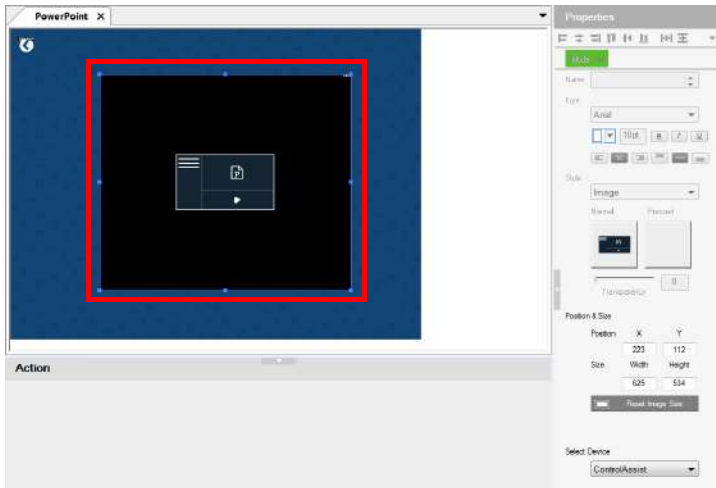 PowerPoint X
Properties
Name
Font
Arial
10pt B I U
Style
Image
Normal Pressed
Transparency 0
Position & Size
Position X Y
223 112
Size Width Height
625 534
Reset Image Size
Action
Select Device
ControlAssist